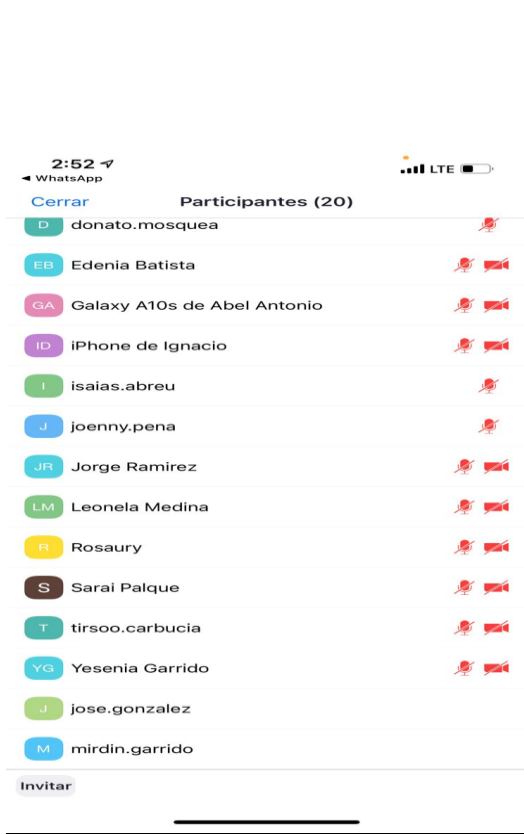 2:52
◄ WhatsApp
LTE
Cerrar
Participantes (20)
D donato.mosquea
EB Edenia Batista
GA Galaxy A10s de Abel Antonio
ID iPhone de Ignacio
I isaias.abreu
J joenny.pena
JR Jorge Ramirez
LM Leonela Medina
R Rosaury
S Sarai Palque
T tirsoo.carbucia
YG Yesenia Garrido
J jose.gonzalez
M mirdin.garrido
Invitar